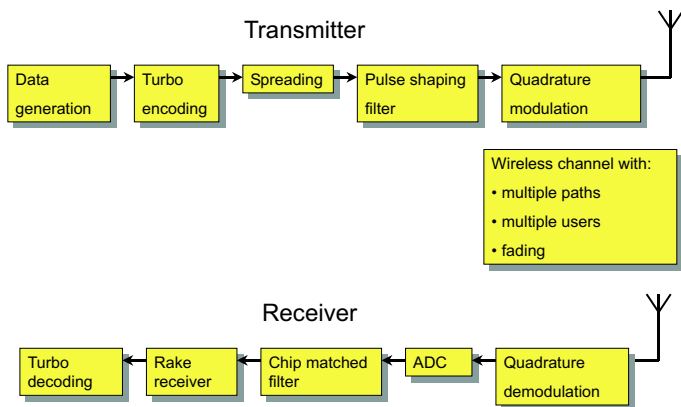 Transmitter
Data
generation
Turbo
encoding
Spreading
Pulse shaping
filter
Quadrature
modulation
Wireless channel with:
• multiple paths
• multiple users
• fading
Receiver
Turbo
decoding
Rake
receiver
Chip matched
filter
ADC
Quadrature
demodulation